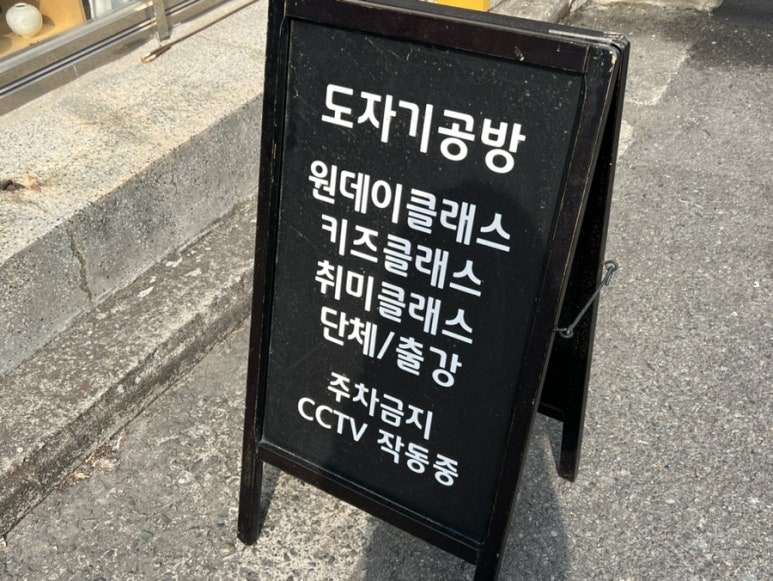 도자기공방
원데이클래스
키즈클래스
취미클래스
단체/출강
주차금지
CCTV 작동중